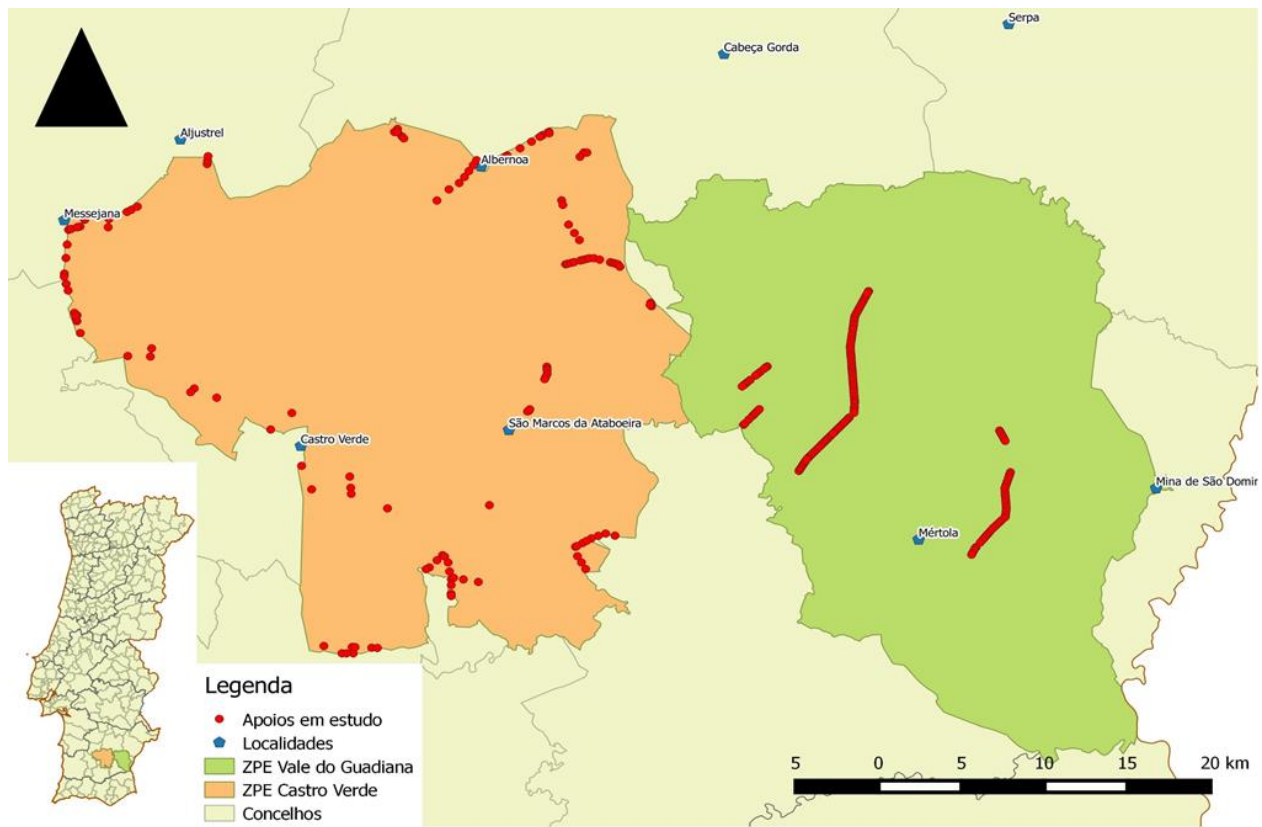 Serpa
Cabeça Gorda
Aljustrel
Albernoa
Messejana
São Marcos da Ataboeira
Castro Verde
Mina de São Domin
Mértola
Legenda
Apoios em estudo
Localidades
ZPE Vale do Guadiana
ZPE Castro Verde
Concelhos
5 0 5 10 15 20 km